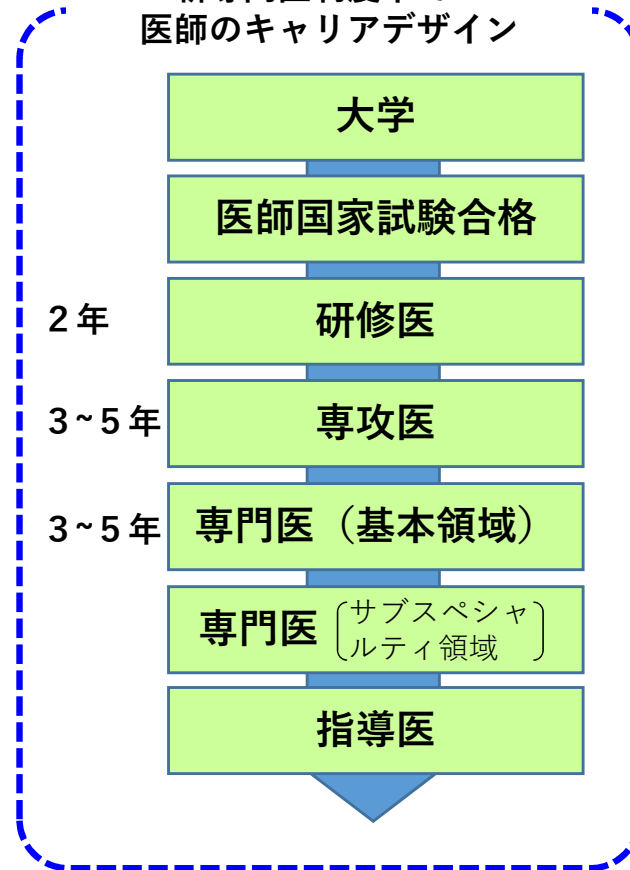 医師のキャリアデザイン
大学
医師国家試験合格
2年
研修医
3~5年
専攻医
3~5年
専門医（基本領域）
専門医
サブスペシャ
ルティ領域
指導医